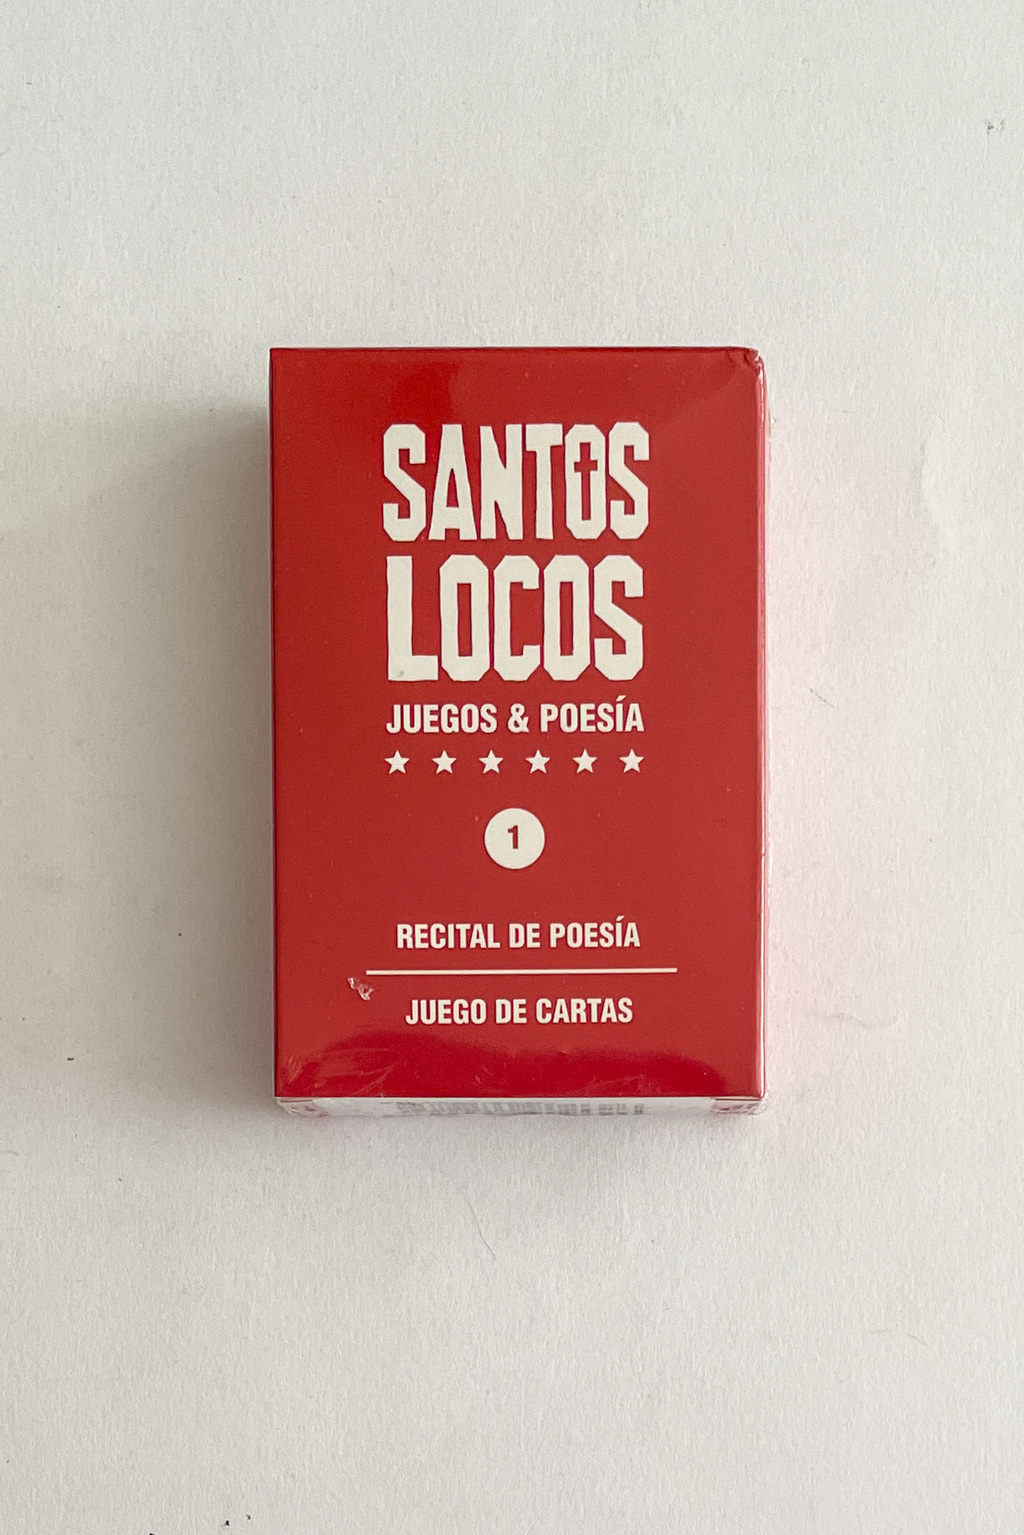 SANTOS
LOCOS
JUEGOS & POESÍA
1
RECITAL DE POESÍA
JUEGO DE CARTAS